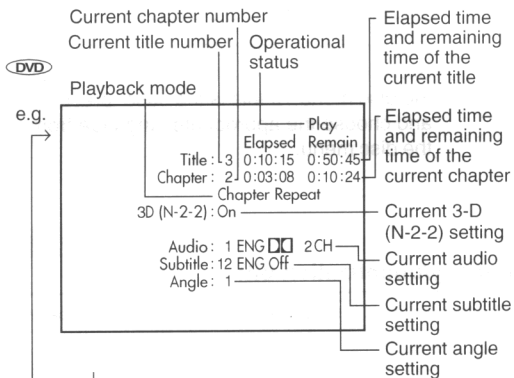 Current chapter number
Current title number
Operational
status
Elapsed time
and remaining
time of the
current title
DVD
Playback mode
e.g.
Play
Elapsed Remain
Title : 3 0:10:15 0:50:45
Chapter : 2 0:03:08 0:10:24
Chapter Repeat
3D (N-2-2) : On
Audio : 1 ENG 2CH
Subtitle : 12 ENG Off
Angle : 1
Elapsed time
and remaining
time of the
current chapter
Current 3-D
(N-2-2) setting
Current audio
setting
Current subtitle
setting
Current angle
setting